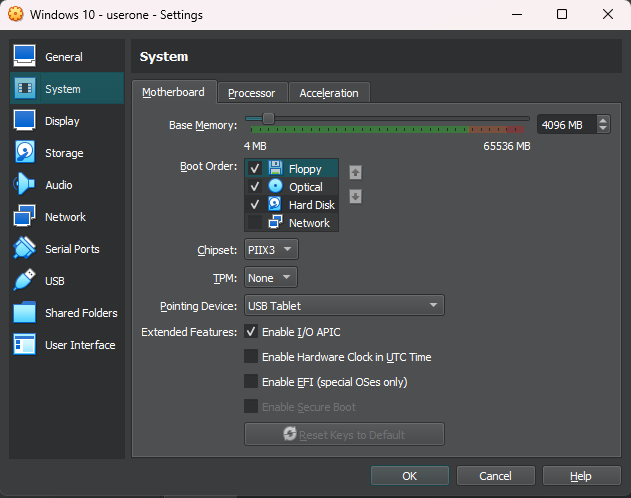 Windows 10 - userone - Settings
General
System
Display
Storage
Audio
Network
Serial Ports
USB
Shared Folders
User Interface
System
Motherboard Processor Acceleration
Base Memory: 4096 MB
4 MB 65536 MB
Boot Order: Floppy
Optical
Hard Disk
Network
Chipset: PIIX3
TPM: None
Pointing Device: USB Tablet
Extended Features: Enable I/O APIC
Enable Hardware Clock in UTC Time
Enable EFI (special OSes only)
Enable Secure Boot
Reset Keys to Default
OK Cancel Help